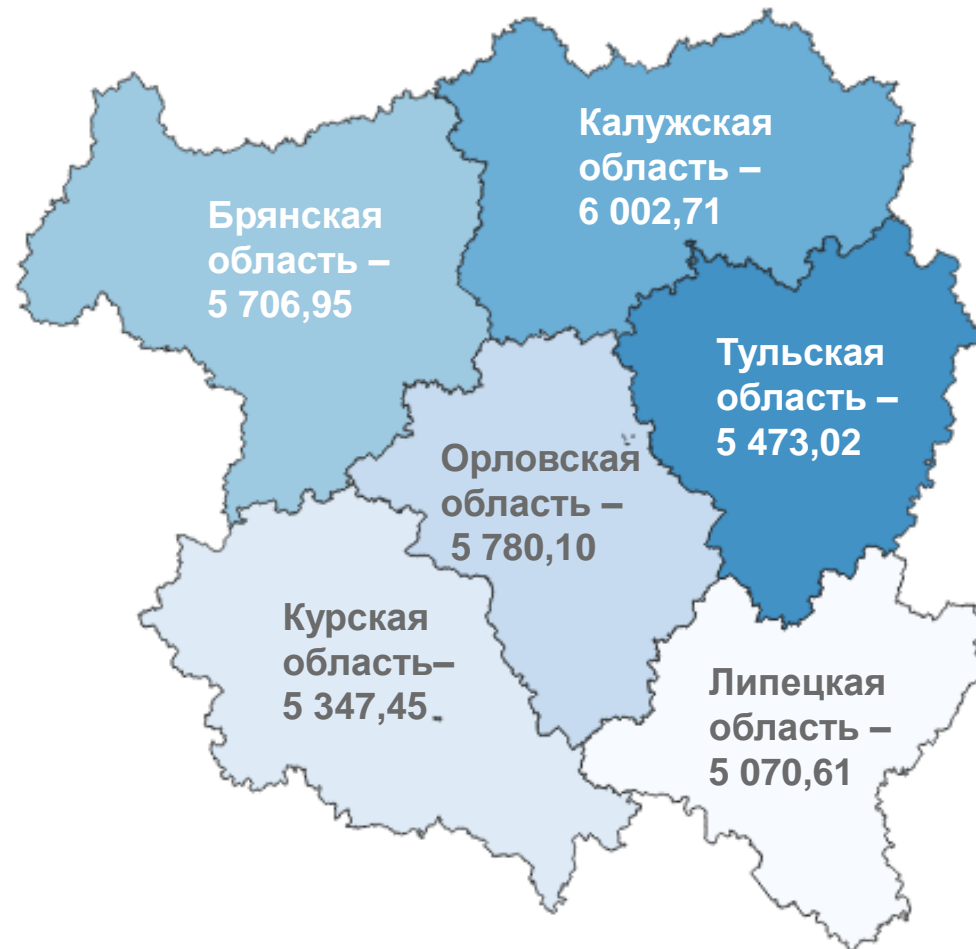 Калужская
область –
6 002,71
Брянская
область –
5 706,95
Тульская
область –
5 473,02
Орловская
область –
5 780,10
Курская
область–
5 347,45
Липецкая
область –
5 070,61